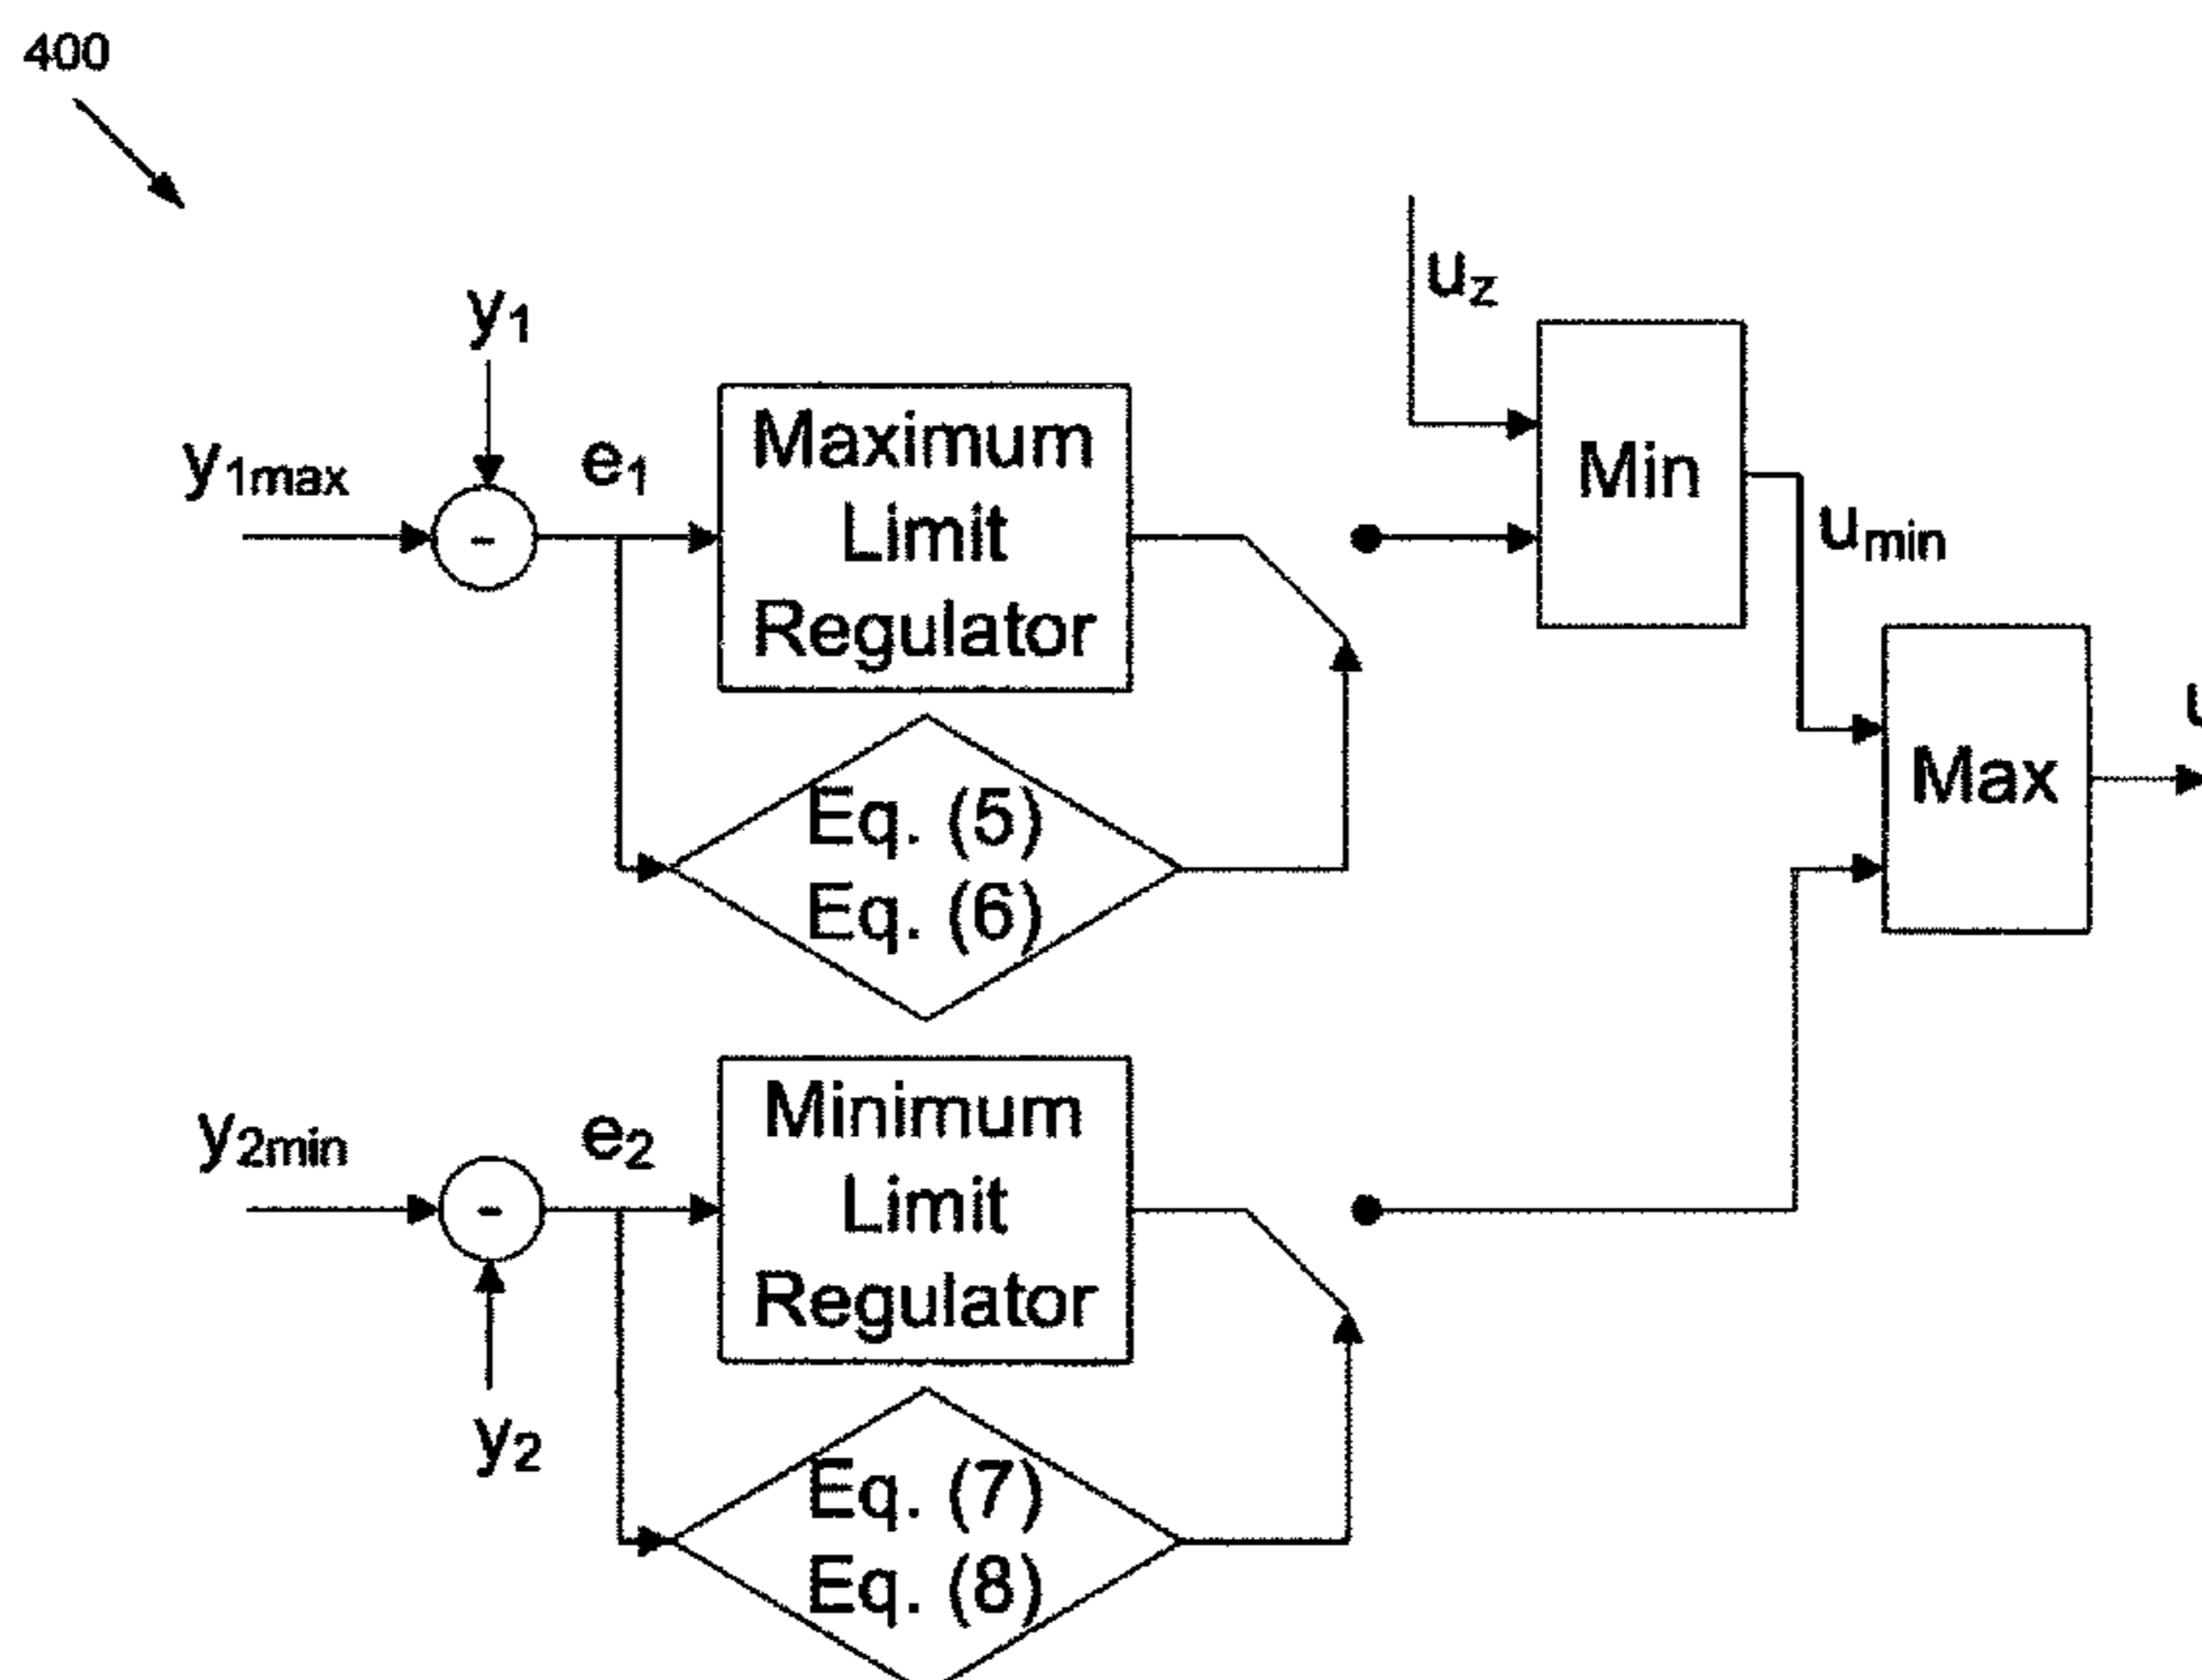 400
y1
y1max
e1
Maximum
Limit
Regulator
uz
Min
umin
Max
u
Eq. (5)
Eq. (6)
y2min
e2
Minimum
Limit
Regulator
y2
Eq. (7)
Eq. (8)
-
-